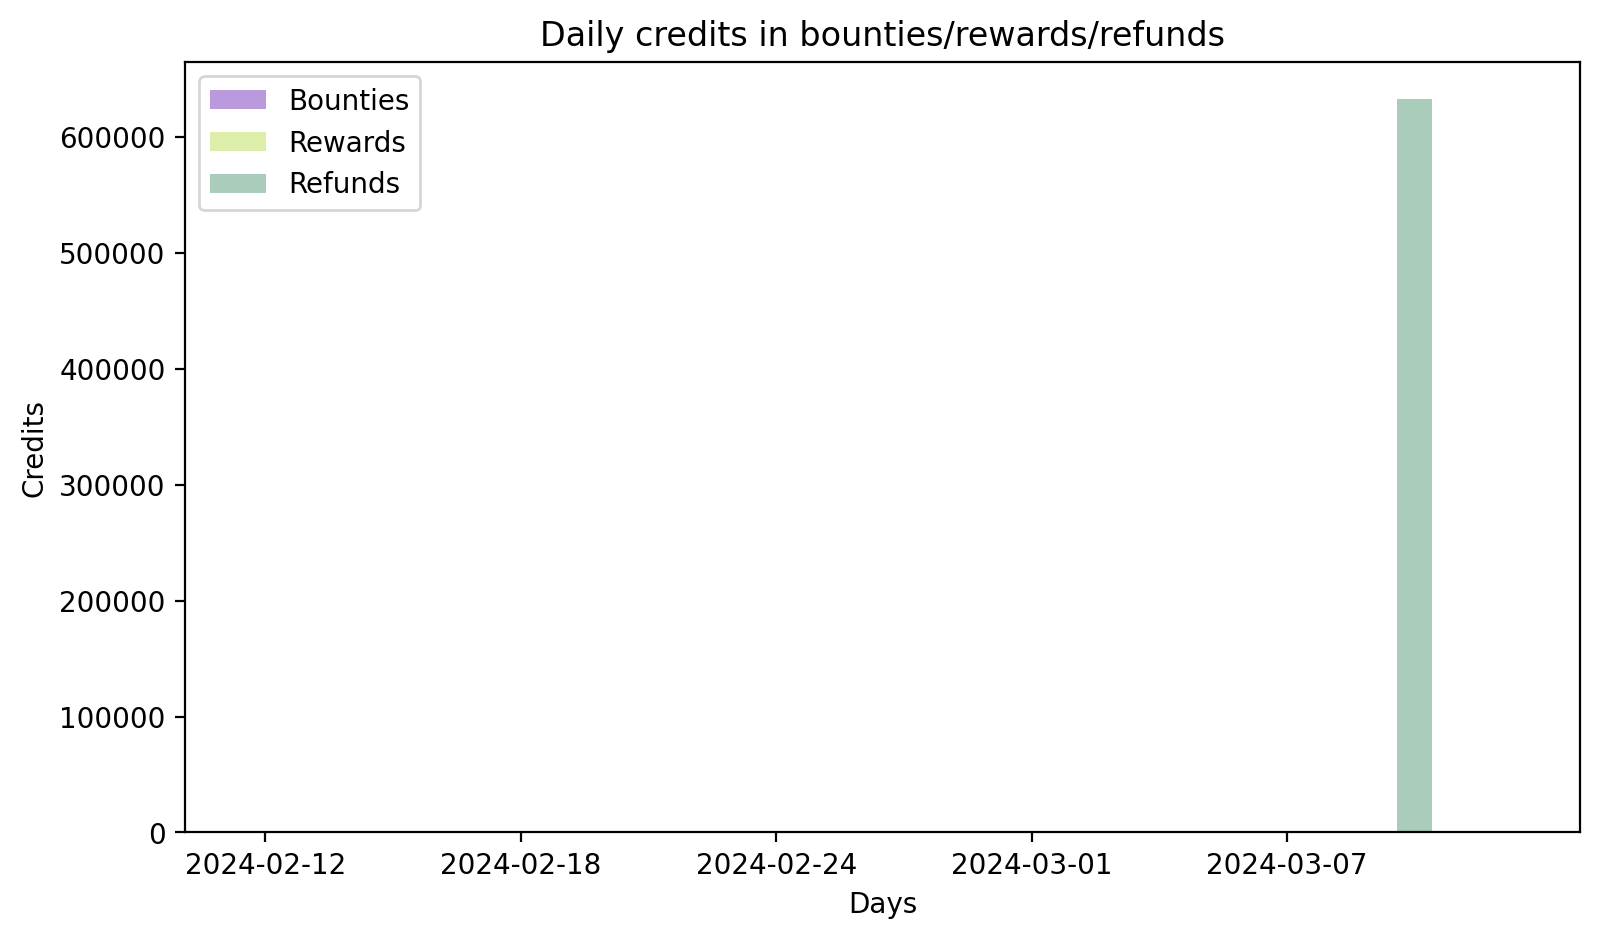 Daily credits in bounties/rewards/refunds
Bounties
Rewards
Refunds
600000
500000
400000
300000
200000
100000
0
Credits
2024-02-12 2024-02-18 2024-02-24 2024-03-01 2024-03-07
Days